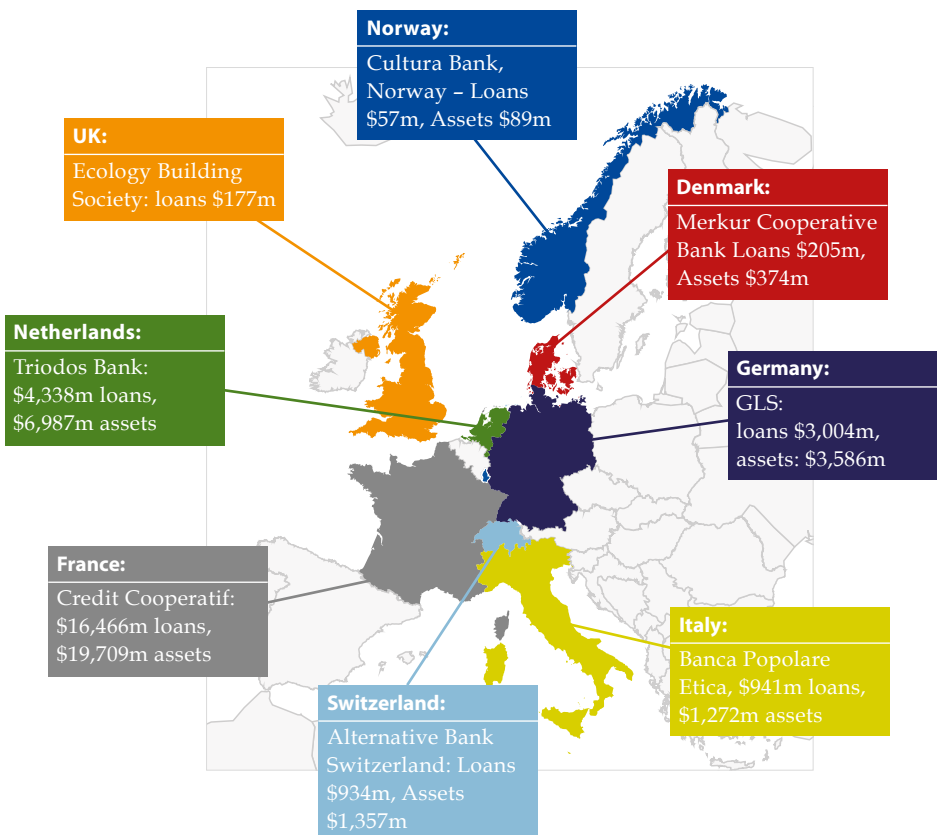 Norway:
Cultura Bank,
Norway – Loans
$57m, Assets $89m
UK:
Ecology Building
Society: loans $177m
Denmark:
Merkur Cooperative
Bank Loans $205m,
Assets $374m
Netherlands:
Triodos Bank:
$4,338m loans,
$6,987m assets
Germany:
GLS:
loans $3,004m,
assets: $3,586m
France:
Credit Cooperatif:
$16,466m loans,
$19,709m assets
Italy:
Banca Popolare
Etica, $941m loans,
$1,272m assets
Switzerland:
Alternative Bank
Switzerland: Loans
$934m, Assets
$1,357m